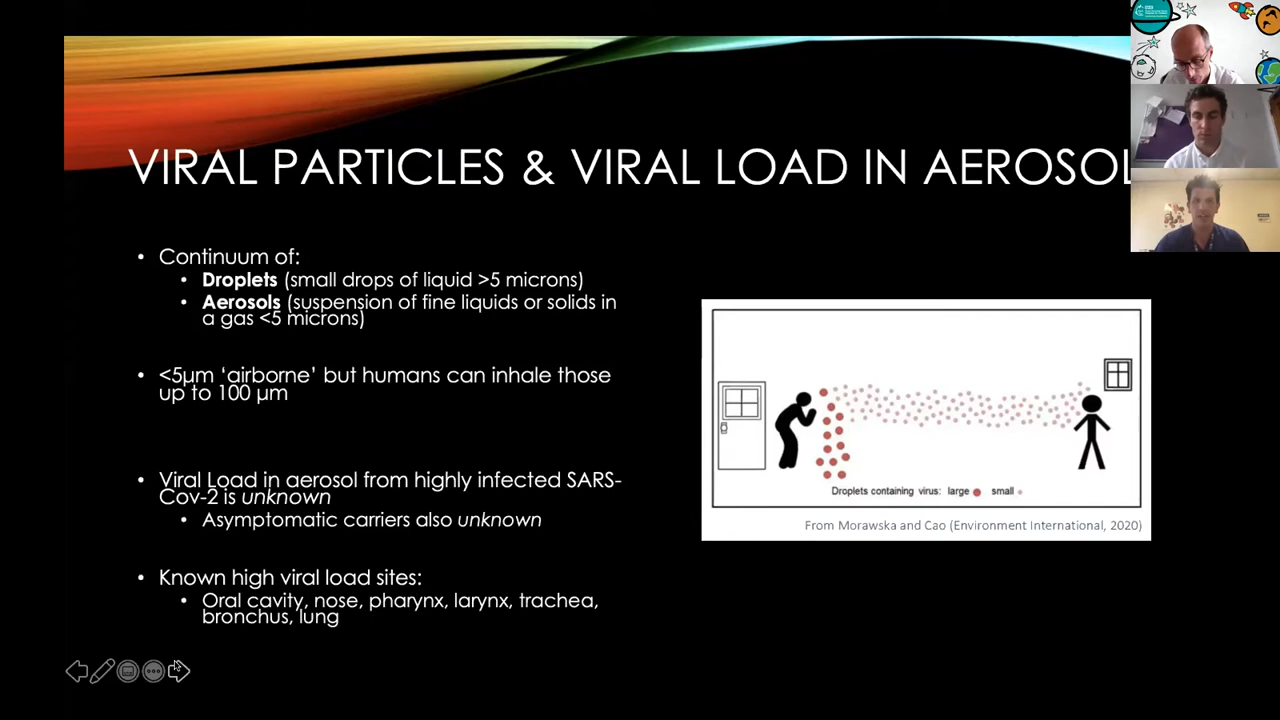 VIRAL PARTICLES & VIRAL LOAD IN AEROSOL
• Continuum of:
• Droplets (small drops of liquid >5 microns)
• Aerosols (suspension of fine liquids or solids in
a gas <5 microns)
• <5µm ‘airborne’ but humans can inhale those
up to 100 µm
• Viral Load in aerosol from highly infected SARS-
Cov-2 is unknown
• Asymptomatic carriers also unknown
• Known high viral load sites:
• Oral cavity, nose, pharynx, larynx, trachea,
bronchus, lung
Droplets containing virus: large small
From Morawska and Cao (Environment International, 2020)